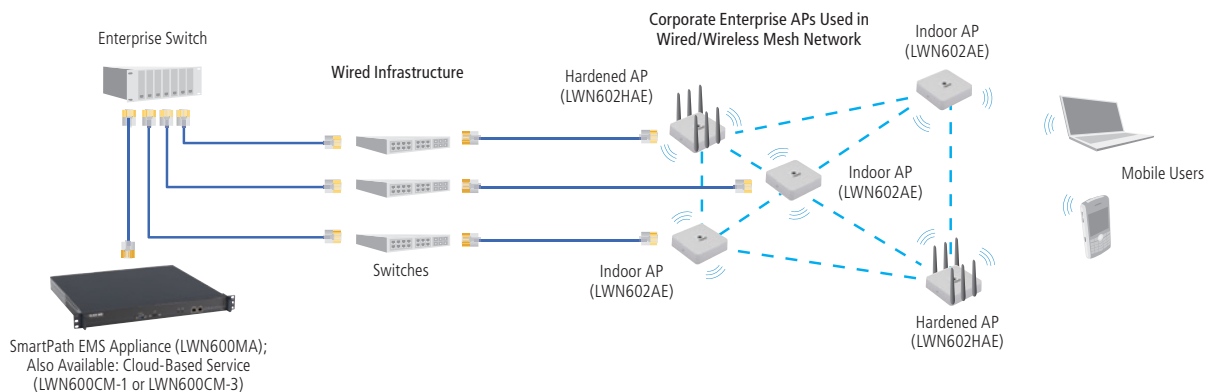 Enterprise Switch
Wired Infrastructure
Corporate Enterprise APs Used in
Wired/Wireless Mesh Network
Hardened AP
(LWN602HAE)
Indoor AP
(LWN602AE)
Indoor AP
(LWN602AE)
Mobile Users
Switches
Indoor AP
(LWN602AE)
Hardened AP
(LWN602HAE)
SmartPath EMS Appliance (LWN600MA);
Also Available: Cloud-Based Service
(LWN600CM-1 or LWN600CM-3)